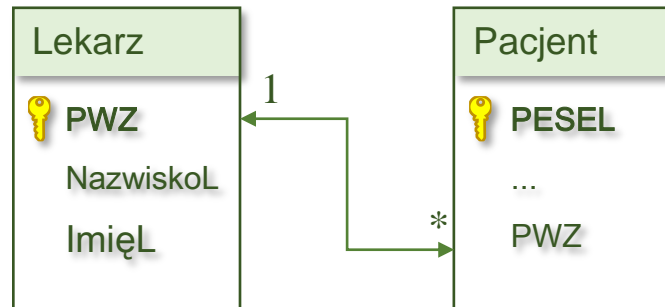 Lekarz
PWZ
NazwiskoL
ImięL
1
*
Pacjent
PESEL
...
PWZ